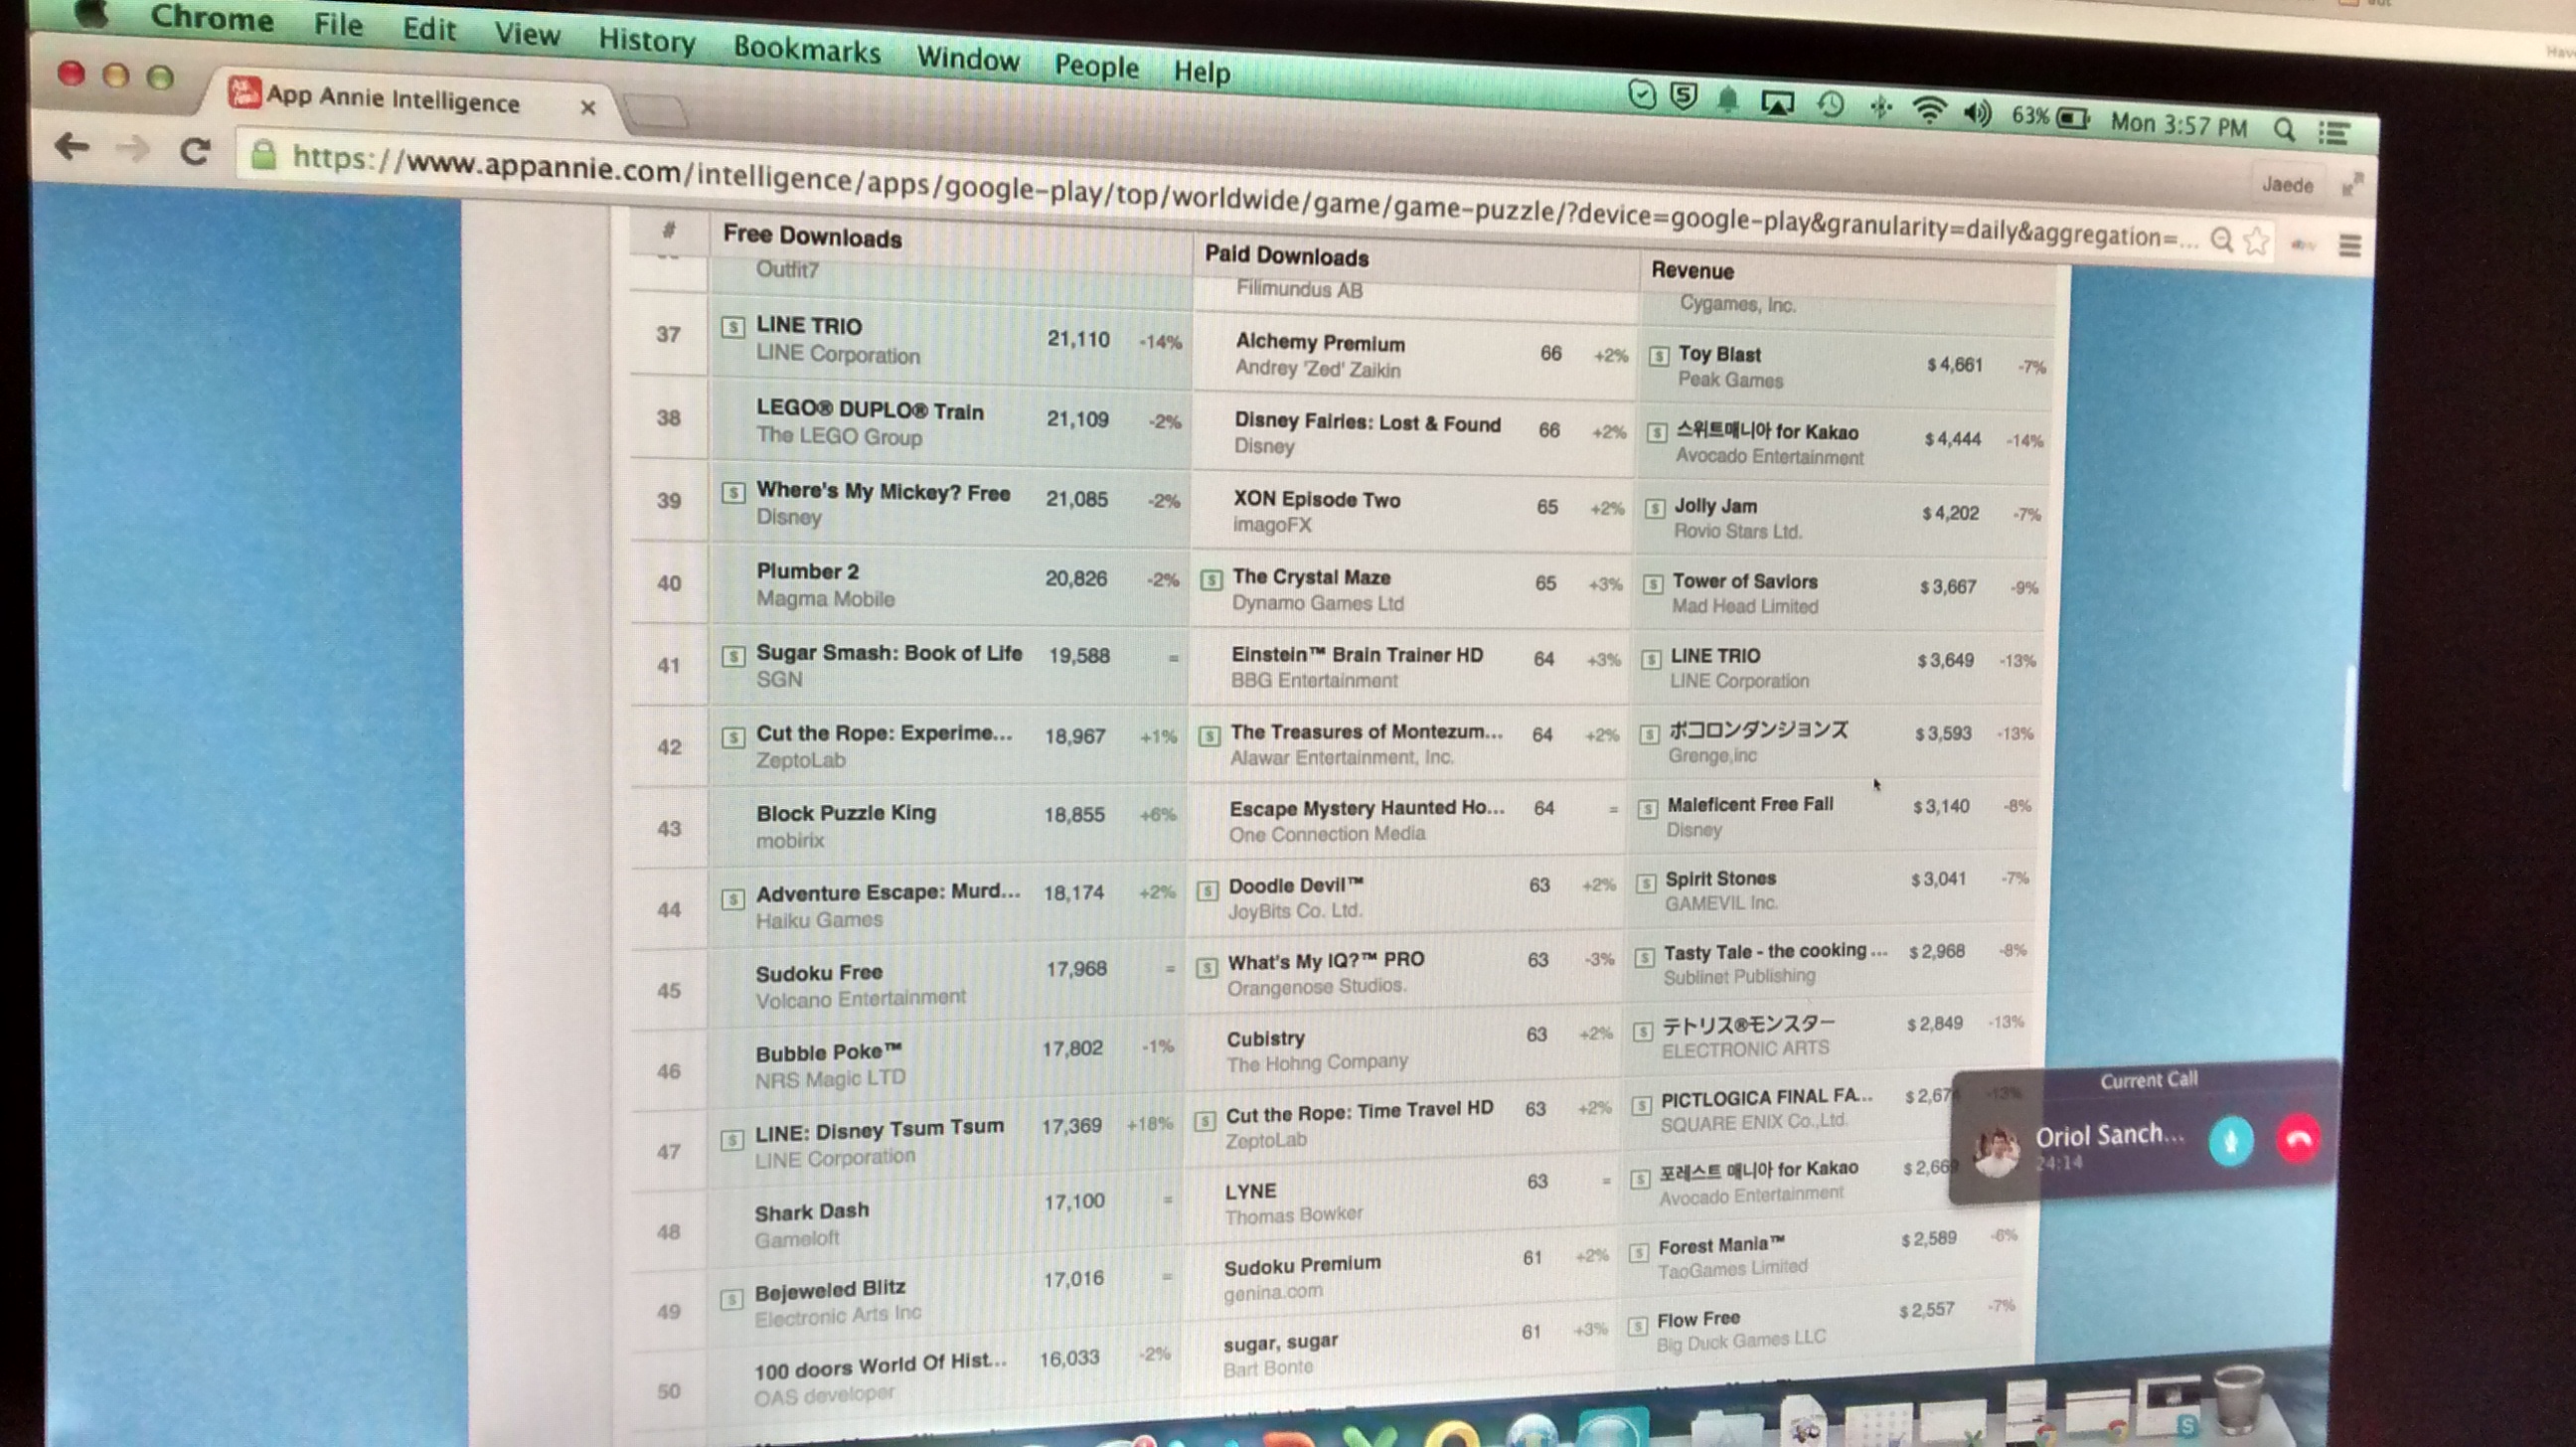 Chrome File Edit View History Bookmarks Window People Help
63% Mon 3:57 PM
App Annie Intelligence
Jaede
https://www.appannie.com/intelligence/apps/google-play/top/worldwide/game/game-puzzle/?device=google-play&granularity=daily&aggregation=...
# Free Downloads Paid Downloads Revenue
Outfit7 Filimundus AB Cygames, Inc.
37 LINE TRIO 21,110 -14% Alchemy Premium 66 +2% Toy Blast $4,661 -7%
LINE Corporation Andrey 'Zed' Zaikin Peak Games
38 LEGO® DUPLO® Train 21,109 -2% Disney Fairies: Lost & Found 66 +2% 스위트매니아 for Kakao $4,444 -14%
The LEGO Group Disney Avocado Entertainment
39 Where's My Mickey? Free 21,085 -2% XON Episode Two 65 +2% Jolly Jam $4,202 -7%
Disney imagoFX Rovio Stars Ltd.
40 Plumber 2 20,826 -2% The Crystal Maze 65 +3% Tower of Saviors $3,667 -9%
Magma Mobile Dynamo Games Ltd Mad Head Limited
41 Sugar Smash: Book of Life 19,588 = Einstein™ Brain Trainer HD 64 +3% LINE TRIO $3,649 -13%
SGN BBG Entertainment LINE Corporation
42 Cut the Rope: Experime... 18,967 +1% The Treasures of Montezum... 64 +2% ポコロンダンジョンズ $3,593 -13%
ZeptoLab Alawar Entertainment, Inc. Grenge,inc
43 Block Puzzle King 18,855 +6% Escape Mystery Haunted Ho... 64 = Maleficent Free Fall $3,140 -8%
mobirix One Connection Media Disney
44 Adventure Escape: Murd... 18,174 +2% Doodle Devil™ 63 +2% Spirit Stones $3,041 -7%
Haiku Games JoyBits Co. Ltd. GAMEVIL Inc.
45 Sudoku Free 17,968 = What's My IQ?™ PRO 63 -3% Tasty Tale - the cooking ... $2,968 -8%
Volcano Entertainment Orangenose Studios. Sublinet Publishing
46 Bubble Poke™ 17,802 -1% Cubistry 63 +2% テトリス®モンスター $2,849 -13%
NRS Magic LTD The Hohng Company ELECTRONIC ARTS
47 LINE: Disney Tsum Tsum 17,369 +18% Cut the Rope: Time Travel HD 63 +2% PICTLOGICA FINAL FA... $2,67 -13%
LINE Corporation ZeptoLab SQUARE ENIX Co.,Ltd.
48 Shark Dash 17,100 = LYNE 63 = 포레스트 매니아 for Kakao $2,66
Gameloft Thomas Bowker Avocado Entertainment
49 Bejeweled Blitz 17,016 = Sudoku Premium 61 +2% Forest Mania™ $2,589 -6%
Electronic Arts Inc genina.com TaoGames Limited
50 100 doors World Of Hist... 16,033 -2% sugar, sugar 61 +3% Flow Free $2,557 -7%
OAS developer Bart Bonte Big Duck Games LLC
Current Call
Oriol Sanch...
24:14